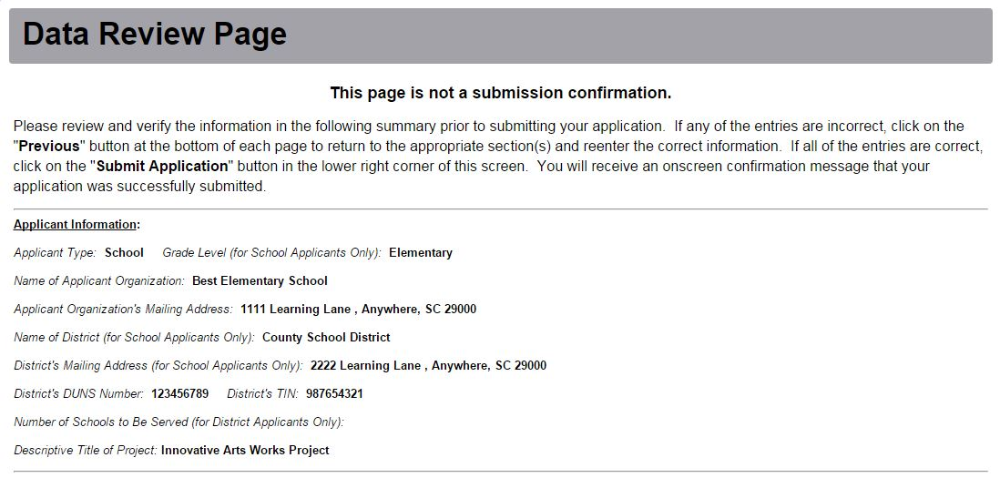 Data Review Page
This page is not a submission confirmation.
Please review and verify the information in the following summary prior to submitting your application.  If any of the entries are incorrect, click on the
"Previous" button at the bottom of each page to return to the appropriate section(s) and reenter the correct information.  If all of the entries are correct,
click on the "Submit Application" button in the lower right corner of this screen.  You will receive an onscreen confirmation message that your
application was successfully submitted.
Applicant Information:
Applicant Type:  School     Grade Level (for School Applicants Only):  Elementary
Name of Applicant Organization:  Best Elementary School
Applicant Organization's Mailing Address:  1111 Learning Lane , Anywhere, SC 29000
Name of District (for School Applicants Only):  County School District
District's Mailing Address (for School Applicants Only):  2222 Learning Lane , Anywhere, SC 29000
District's DUNS Number:  123456789     District's TIN:  987654321
Number of Schools to Be Served (for District Applicants Only):
Descriptive Title of Project: Innovative Arts Works Project